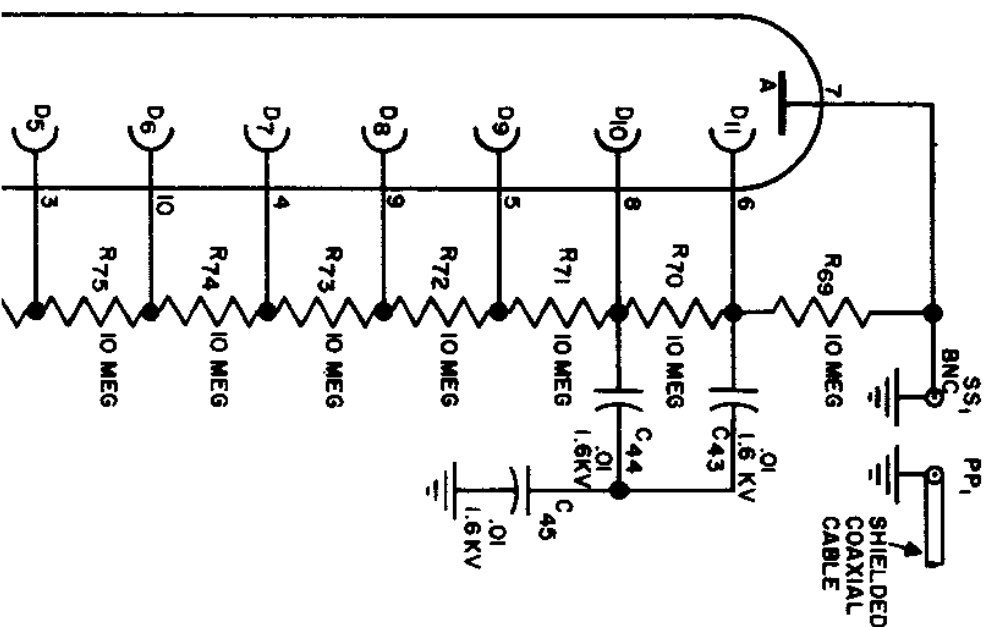 7
A
D5
D6
D7
D8
D9
D10
D11
3
10
4
9
5
8
6
R75
R74
R73
R72
R71
R70
R69
10 MEG
10 MEG
10 MEG
10 MEG
10 MEG
10 MEG
10 MEG
BNC
SS1
PP1
C44
.01
1.6KV
C43
.01
1.6 KV
C45
.01
1.6KV
SHIELDED
COAXIAL
CABLE